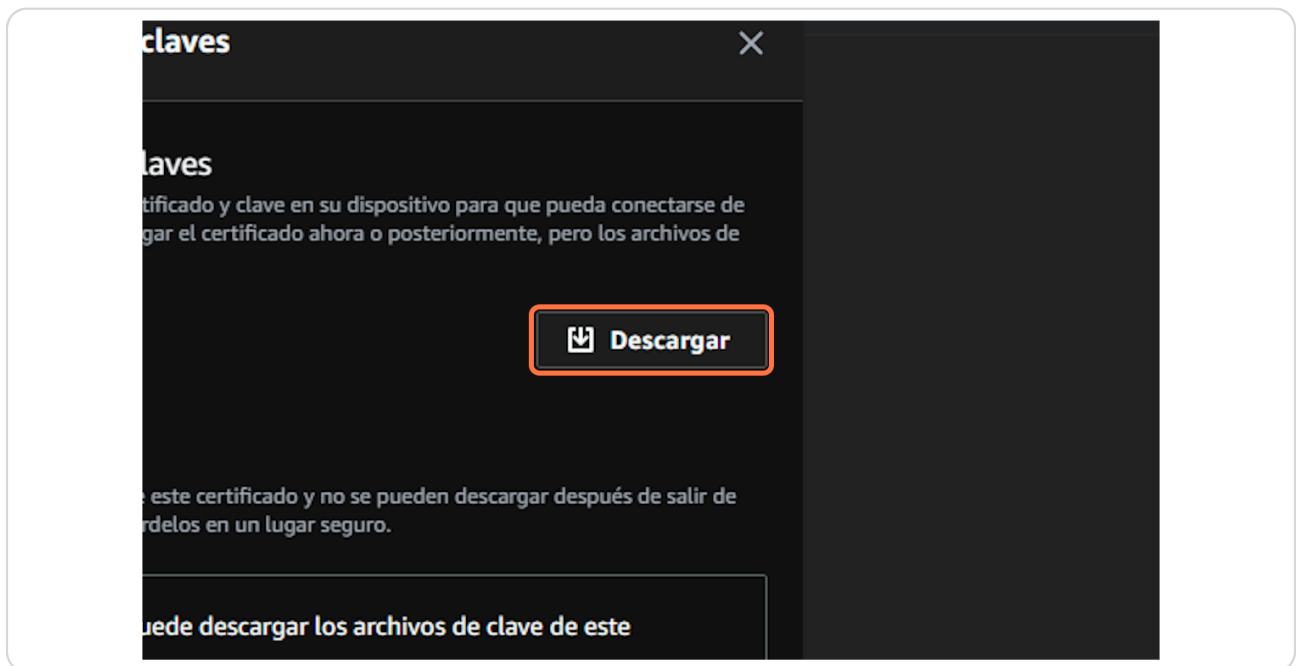 claves
laves
tificado y clave en su dispositivo para que pueda conectarse de
gar el certificado ahora o posteriormente, pero los archivos de
Descargar
este certificado y no se pueden descargar después de salir de
rdelos en un lugar seguro.
uede descargar los archivos de clave de este